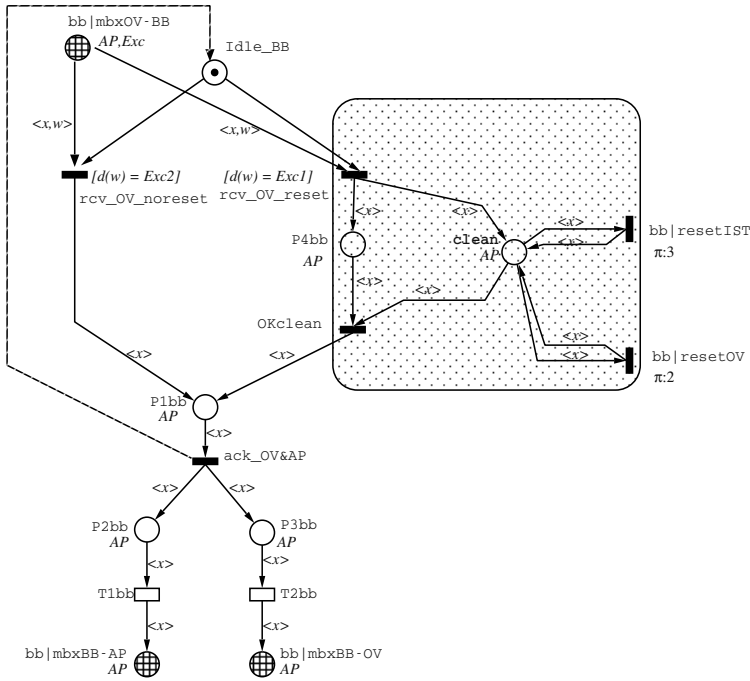 bb|mbxOV-BB
AP,Exc
Idle_BB
<x,w>
<x,w>
[d(w) = Exc2]
rcv_OV_noreset
[d(w) = Exc1]
rcv_OV_reset
<x>
<x>
clean
AP
<x>
<x>
bb|resetIST
π:3
P4bb
AP
<x>
<x>
OKclean
<x>
<x>
bb|resetOV
π:2
<x>
<x>
P1bb
AP
<x>
ack_OV&AP
<x>
<x>
P2bb
AP
P3bb
AP
<x>
<x>
T1bb
T2bb
<x>
<x>
bb|mbxBB-AP
AP
bb|mbxBB-OV
AP